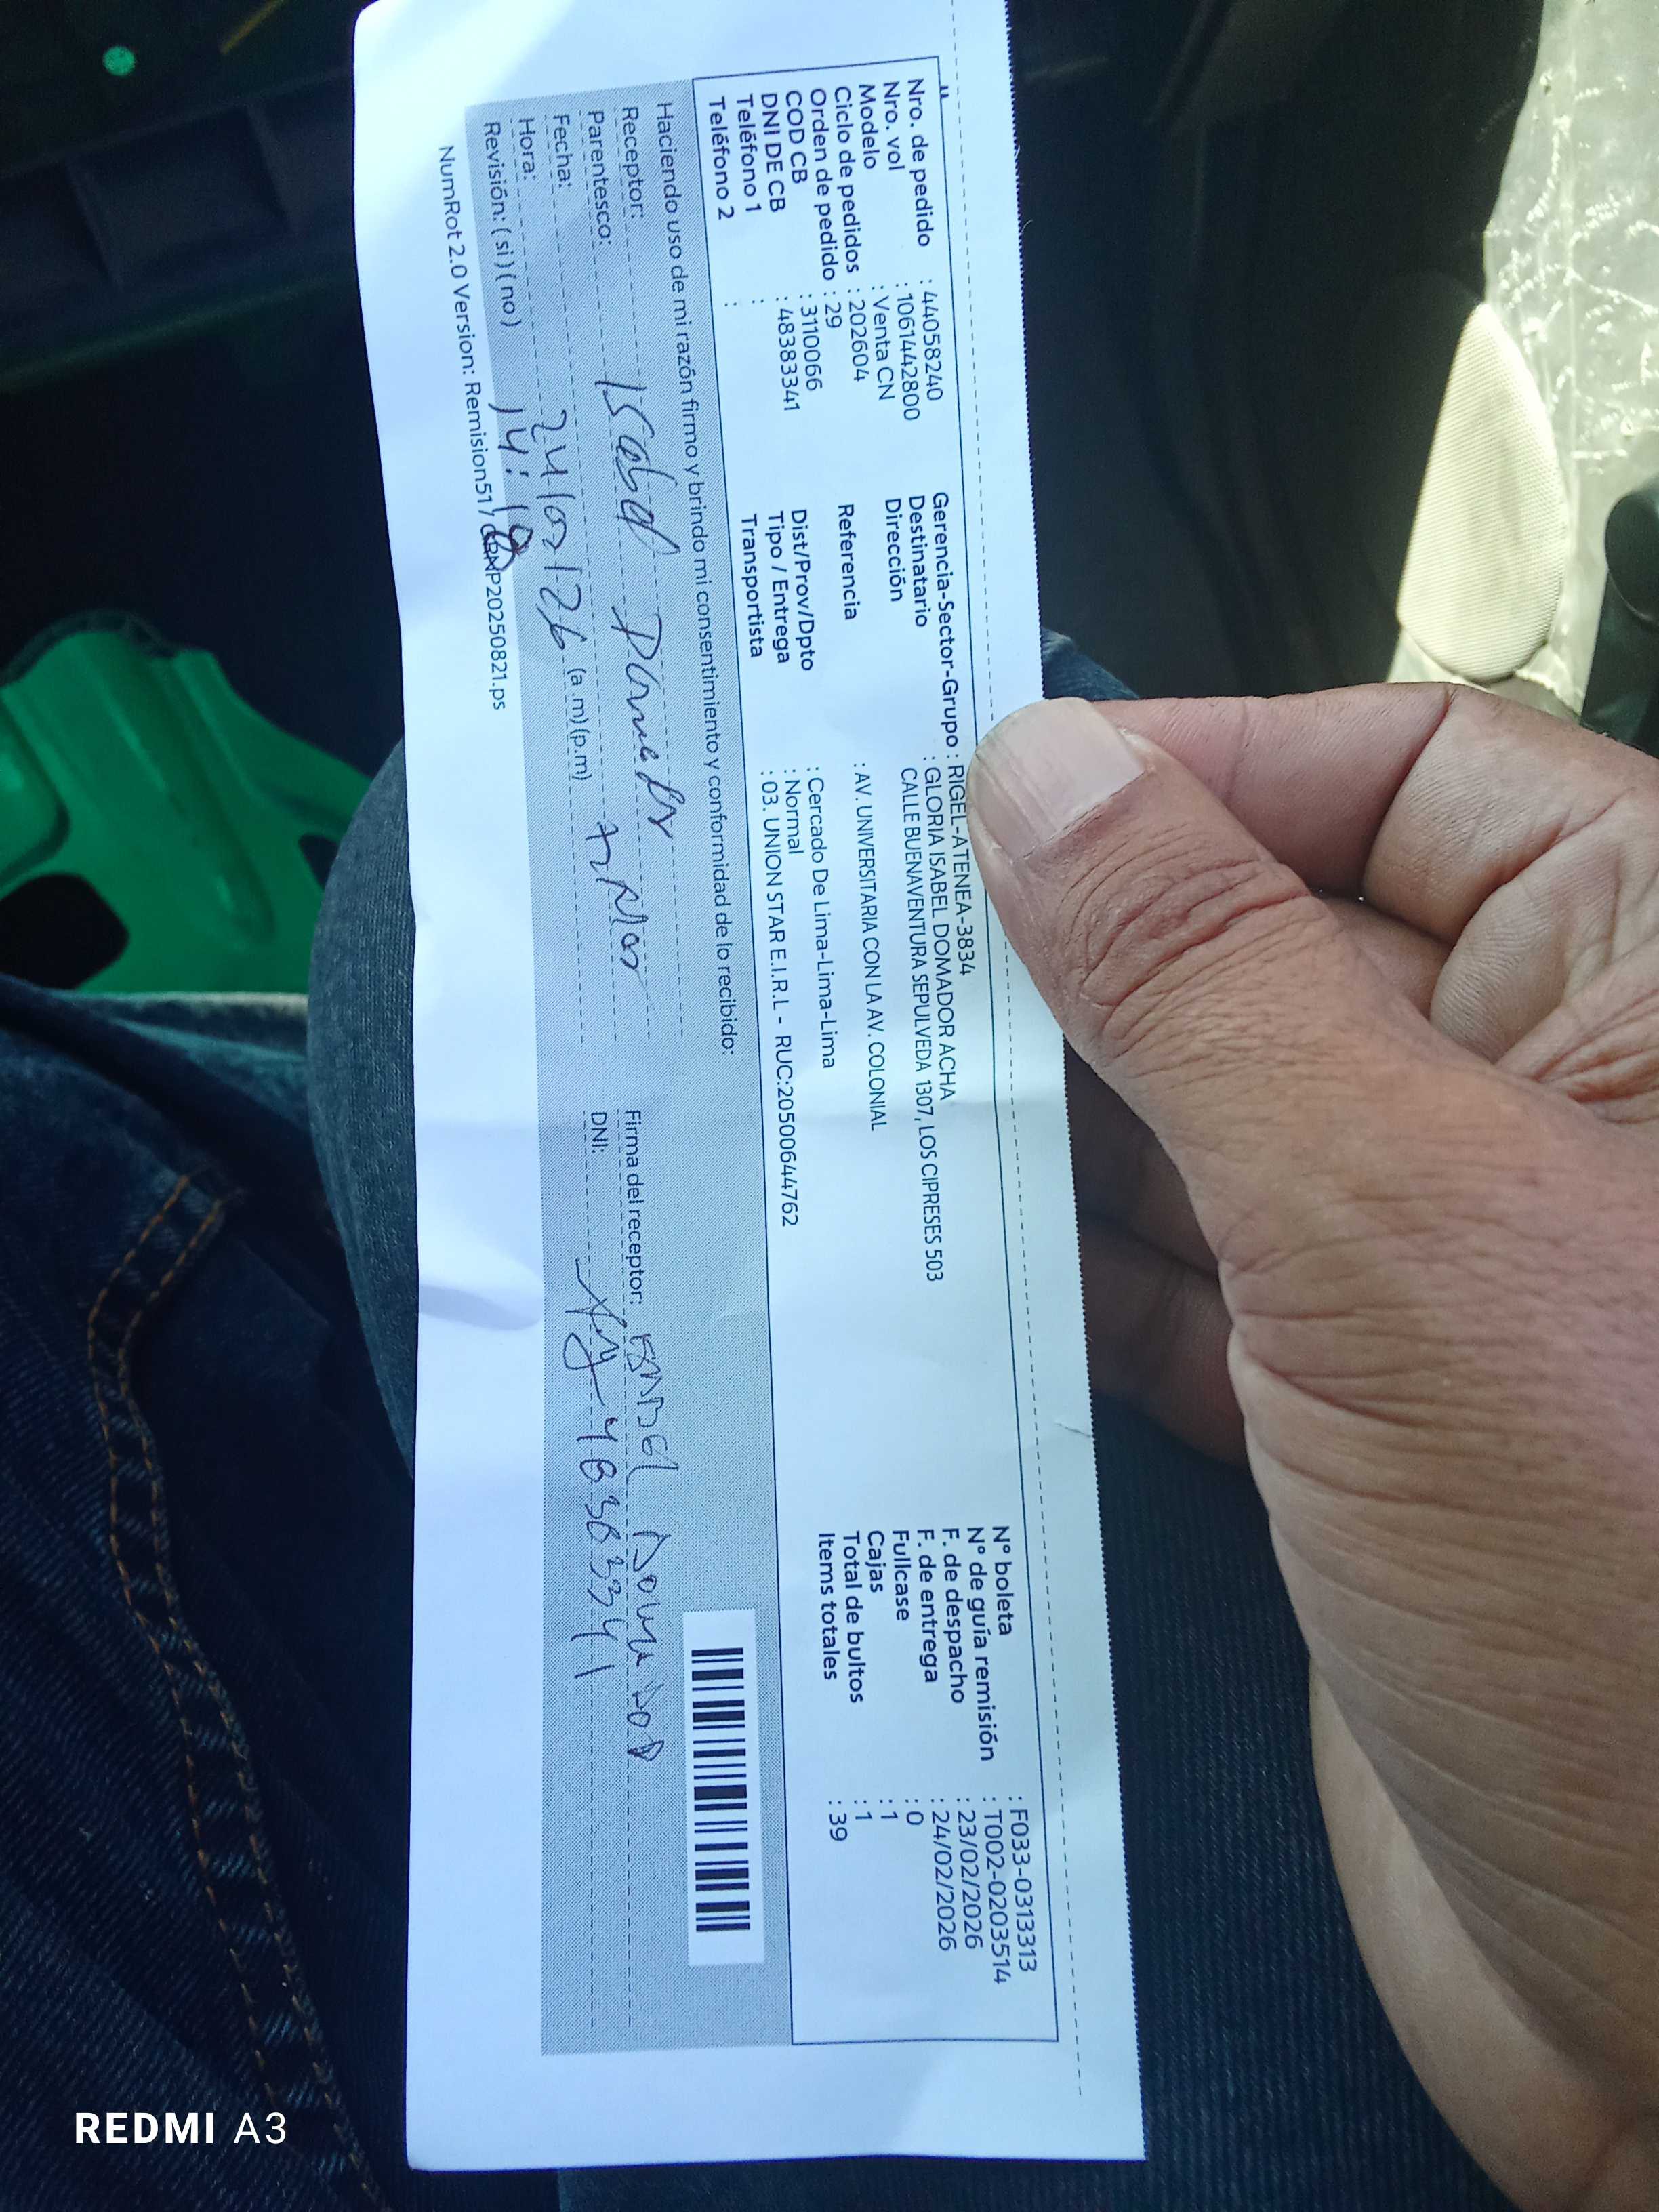 Nro. de pedido : 44058240
Nro. vol : 1061442800
Modelo : Venta CN
Ciclo de pedidos : 202604
Orden de pedido : 29
COD CB : 3110066
DNI DE CB : 48383341
Teléfono 1 :
Teléfono 2 :
Gerencia-Sector-Grupo : RIGEL-ATENEA-3834
Destinatario : GLORIA ISABEL DOMADOR ACHA
Dirección CALLE BUENAVENTURA SEPULVEDA 1307, LOS CIPRESES 503
Referencia : AV. UNIVERSITARIA CON LA AV. COLONIAL
Dist/Prov/Dpto : Cercado De Lima-Lima-Lima
Tipo / Entrega : Normal
Transportista : 03. UNION STAR E.I.R.L - RUC:20500644762
N° boleta : F033-0313313
N° de guía remisión : T002-0203514
F. de despacho : 23/02/2026
F. de entrega : 24/02/2026
Fullcase : 0
Cajas : 1
Total de bultos : 1
Items totales : 39
Haciendo uso de mi razón firmo y brindo mi consentimiento y conformidad de lo recibido:
Receptor: Isabel
Parentesco:
Fecha: 24/02/26
Hora: 14:18 (a.m)(p.m)
Revisión: ( si ) ( no )
Firma del receptor:
DNI: 48383341
NumRot 2.0 Version: Remision51/
P20250821.ps
REDMI A3